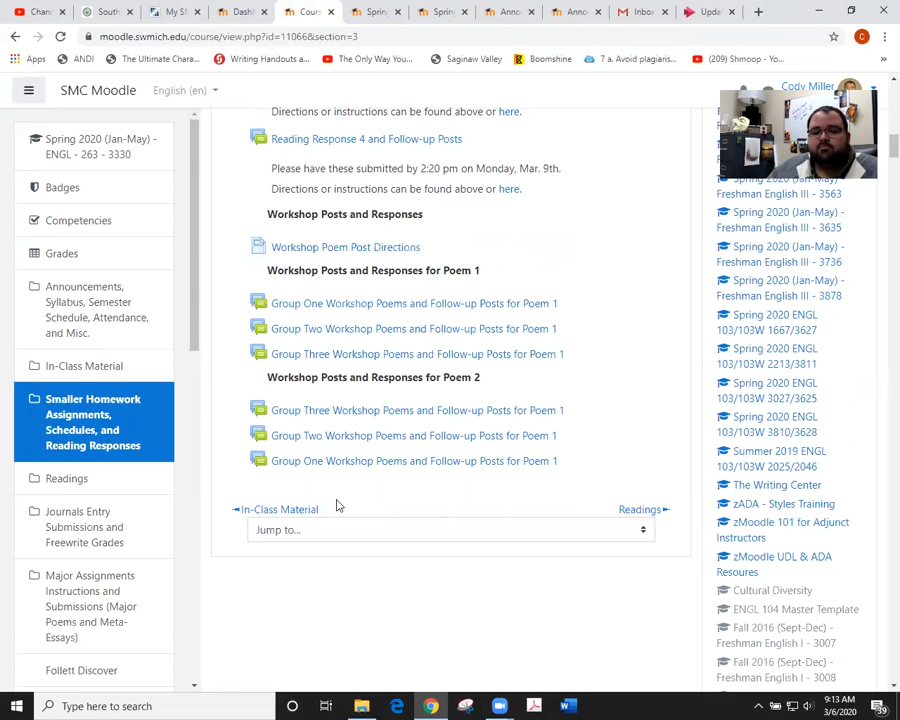 Chann
South
My SM
Dashb
Cours
Spring
Spring
Annou
Annou
Inbox
Updat
moodle.swmich.edu/course/view.php?id=11066&section=3
C
Apps
ANDI
The Ultimate Chara...
Writing Handouts a...
The Only Way You...
Saginaw Valley
Boomshine
7 a. Avoid plagiaris...
(209) Shmoop - You...
SMC Moodle
English (en)
Cody Miller
Spring 2020 (Jan-May) -
ENGL - 263 - 3330
Badges
Competencies
Grades
Announcements,
Syllabus, Semester
Schedule, Attendance,
and Misc.
In-Class Material
Smaller Homework
Assignments,
Schedules, and
Reading Responses
Readings
Journals Entry
Submissions and
Freewrite Grades
Major Assignments
Instructions and
Submissions (Major
Poems and Meta-
Essays)
Follett Discover
Directions or instructions can be found above or here.
Reading Response 4 and Follow-up Posts
Please have these submitted by 2:20 pm on Monday, Mar. 9th.
Directions or instructions can be found above or here.
Workshop Posts and Responses
Workshop Poem Post Directions
Workshop Posts and Responses for Poem 1
Group One Workshop Poems and Follow-up Posts for Poem 1
Group Two Workshop Poems and Follow-up Posts for Poem 1
Group Three Workshop Poems and Follow-up Posts for Poem 1
Workshop Posts and Responses for Poem 2
Group Three Workshop Poems and Follow-up Posts for Poem 1
Group Two Workshop Poems and Follow-up Posts for Poem 1
Group One Workshop Poems and Follow-up Posts for Poem 1
◄In-Class Material
Readings►
Jump to...
Spring 2020 (Jan-May) -
Freshman English III - 3563
Spring 2020 (Jan-May) -
Freshman English III - 3635
Spring 2020 (Jan-May) -
Freshman English III - 3736
Spring 2020 (Jan-May) -
Freshman English III - 3878
Spring 2020 ENGL
103/103W 1667/3627
Spring 2020 ENGL
103/103W 2213/3811
Spring 2020 ENGL
103/103W 3027/3625
Spring 2020 ENGL
103/103W 3810/3628
Summer 2019 ENGL
103/103W 2025/2046
The Writing Center
zADA - Styles Training
zMoodle 101 for Adjunct
Instructors
zMoodle UDL & ADA
Resoures
Cultural Diversity
ENGL 104 Master Template
Fall 2016 (Sept-Dec) -
Freshman English I - 3007
Fall 2016 (Sept-Dec) -
Freshman English I - 3008
Type here to search
9:13 AM
3/6/2020
39